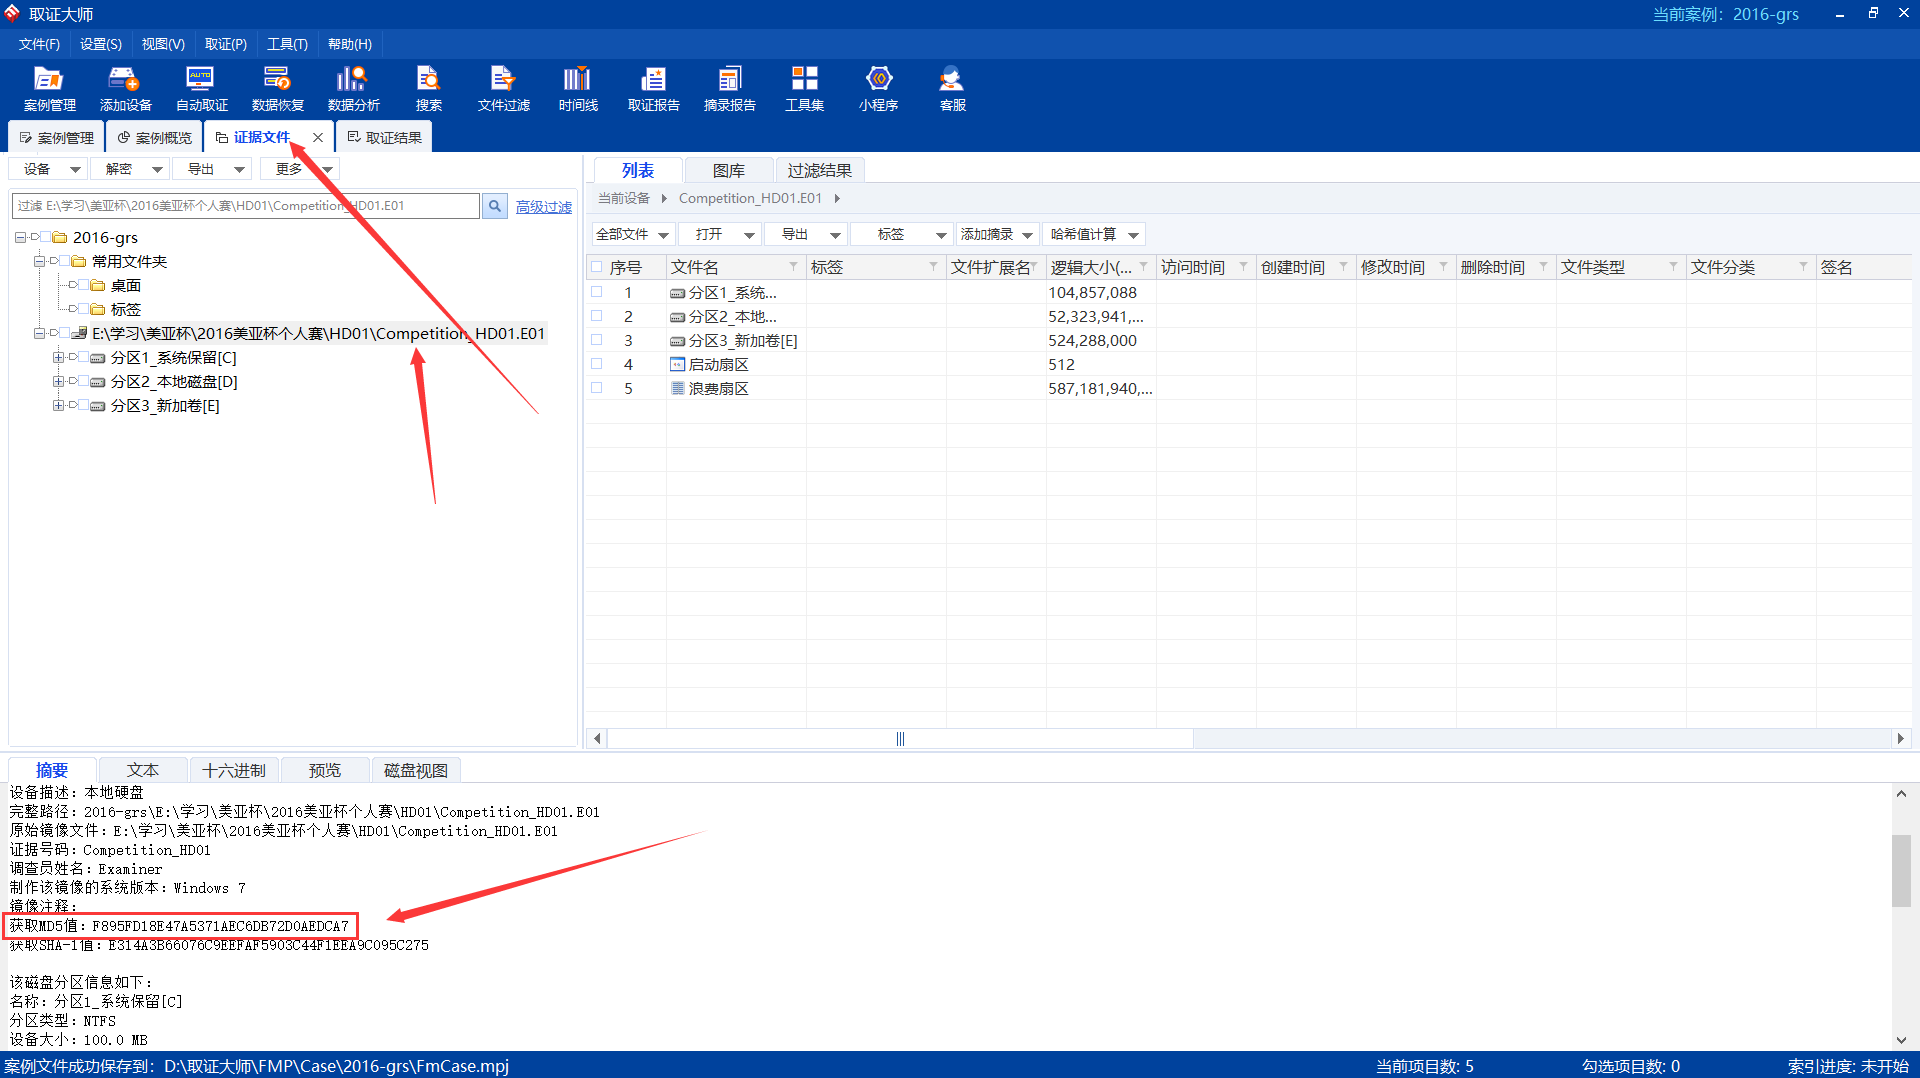 取证大师
当前案例：2016-grs
文件(F) 设置(S) 视图(V) 取证(P) 工具(T) 帮助(H)
案例管理 添加设备 自动取证 数据恢复 数据分析 搜索 文件过滤 时间线 取证报告 摘录报告 工具集 小程序 客服
案例管理 案例概览 证据文件 取证结果
设备 解密 导出 更多
过滤 E:\学习\美亚杯\2016美亚杯个人赛\HD01\Competition_HD01.E01 高级过滤
2016-grs
常用文件夹
桌面
标签
E:\学习\美亚杯\2016美亚杯个人赛\HD01\Competition_HD01.E01
分区1_系统保留[C]
分区2_本地磁盘[D]
分区3_新加卷[E]
列表 图库 过滤结果
当前设备 Competition_HD01.E01
全部文件 打开 导出 标签 添加摘录 哈希值计算
序号 文件名 标签 文件扩展名 逻辑大小(... 访问时间 创建时间 修改时间 删除时间 文件类型 文件分类 签名
1 分区1_系统... 104,857,088
2 分区2_本地... 52,323,941,...
3 分区3_新加卷[E] 524,288,000
4 启动扇区 512
5 浪费扇区 587,181,940,...
摘要 文本 十六进制 预览 磁盘视图
设备描述：本地硬盘
完整路径：2016-grs\E:\学习\美亚杯\2016美亚杯个人赛\HD01\Competition_HD01.E01
原始镜像文件：E:\学习\美亚杯\2016美亚杯个人赛\HD01\Competition_HD01.E01
证据号码：Competition_HD01
调查员姓名：Examiner
制作该镜像的系统版本：Windows 7
镜像注释：
获取MD5值：F895FD18E47A5371AEC6DB72D0AEDCA7
获取SHA-1值：E314A3B66076C9EEFAF5903C44F1EEA9C095C275
该磁盘分区信息如下：
名称：分区1_系统保留[C]
分区类型：NTFS
设备大小：100.0 MB
案例文件成功保存到：D:\取证大师\FMP\Case\2016-grs\FmCase.mpj
当前项目数: 5 勾选项目数: 0 索引进度: 未开始